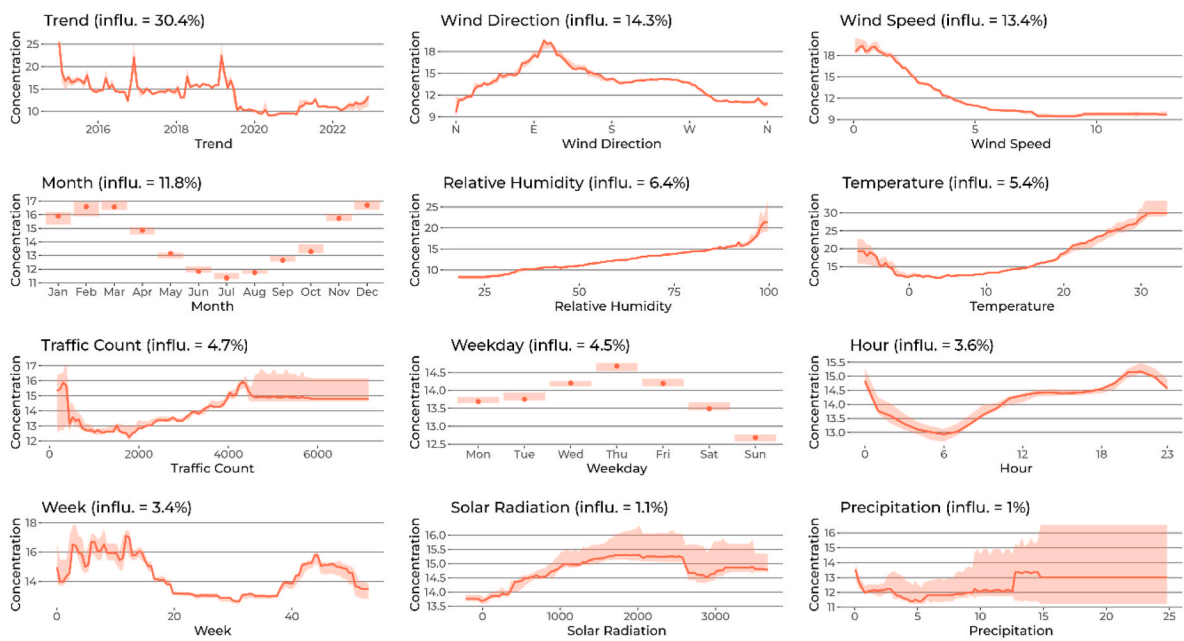 Trend (influ. = 30.4%)
Concentration
25
20
15
10
2016 2018 2020 2022
Trend
Wind Direction (influ. = 14.3%)
Concentration
18
15
12
9
N E S W N
Wind Direction
Wind Speed (influ. = 13.4%)
Concentration
18
15
12
9
0 5 10
Wind Speed
Month (influ. = 11.8%)
Concentration
17
16
15
14
13
12
11
Jan Feb Mar Apr May Jun Jul Aug Sep Oct Nov Dec
Month
Relative Humidity (influ. = 6.4%)
Concentration
25
20
15
10
25 50 75 100
Relative Humidity
Temperature (influ. = 5.4%)
Concentration
30
25
20
15
0 10 20 30
Temperature
Traffic Count (influ. = 4.7%)
Concentration
17
16
15
14
13
12
0 2000 4000 6000
Traffic Count
Weekday (influ. = 4.5%)
Concentration
14.5
14.0
13.5
13.0
12.5
Mon Tue Wed Thu Fri Sat Sun
Weekday
Hour (influ. = 3.6%)
Concentration
15.5
15.0
14.5
14.0
13.5
13.0
0 6 12 18 23
Hour
Week (influ. = 3.4%)
Concentration
18
16
14
0 20 40
Week
Solar Radiation (influ. = 1.1%)
Concentration
16.0
15.5
15.0
14.5
14.0
13.5
0 1000 2000 3000
Solar Radiation
Precipitation (influ. = 1%)
Concentration
16
15
14
13
12
11
0 5 10 15 20 25
Precipitation